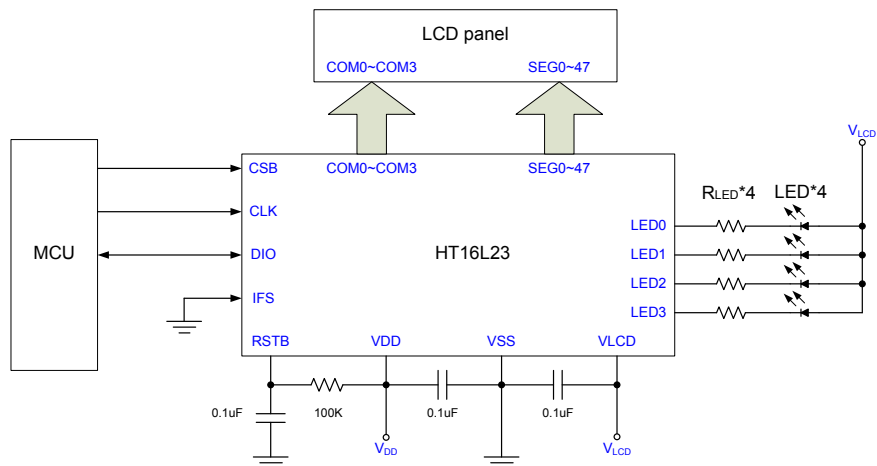 LCD panel
COM0~COM3 SEG0~47
VLCD
CSB COM0~COM3 SEG0~47
RLED*4 LED*4
CLK
LED0
MCU DIO HT16L23 LED1
LED2
IFS
LED3
RSTB VDD VSS VLCD
0.1uF 100K 0.1uF 0.1uF
VDD VLCD